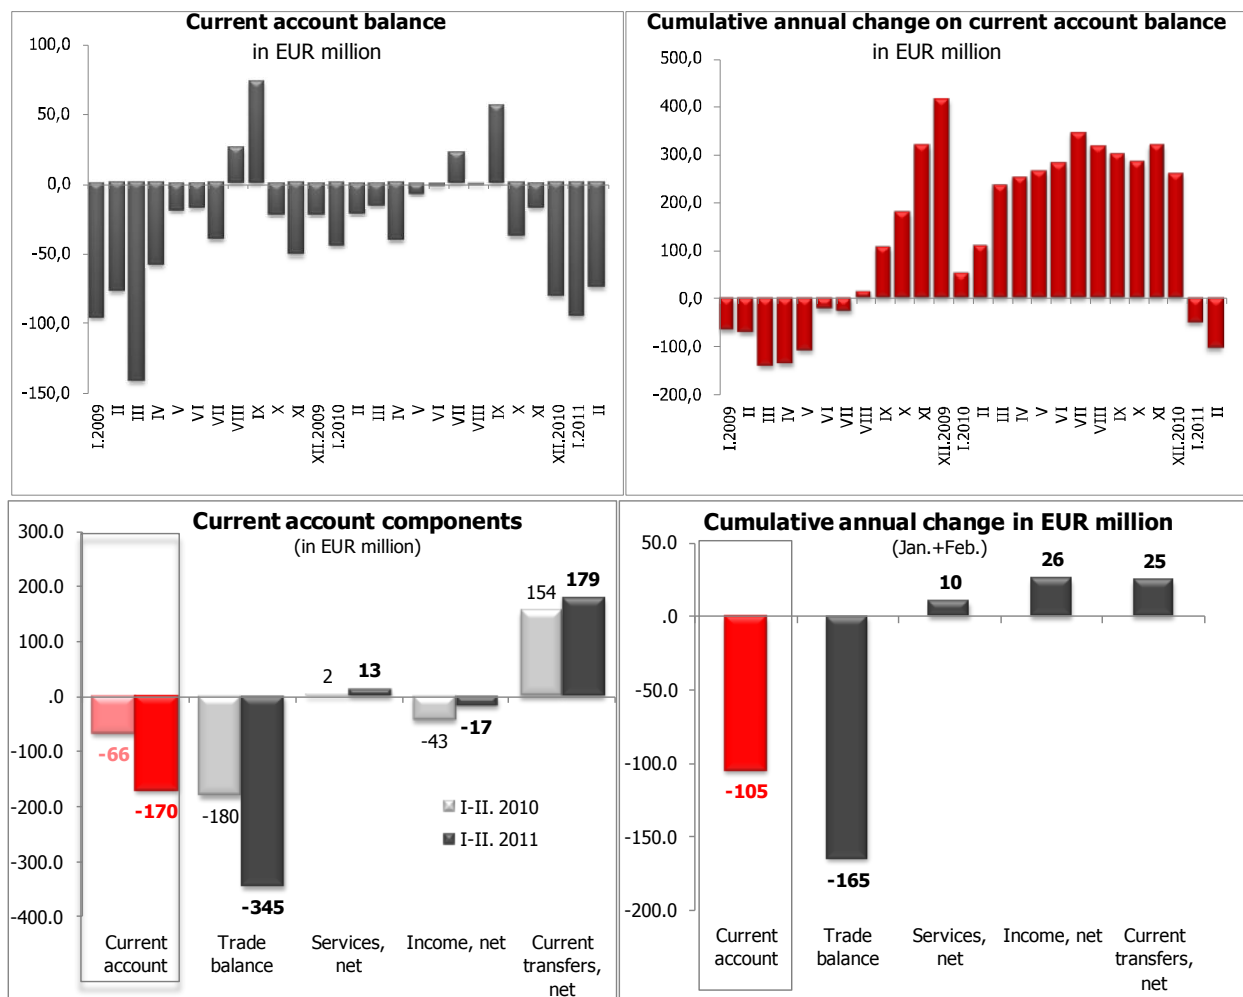 Current account balance
in EUR million
100,0
50,0
0,0
-50,0
-100,0
-150,0
I.2009
II
III
IV
V
VI
VII
VIII
IX
X
XI
XII.2009
I.2010
II
III
IV
V
VI
VII
VIII
IX
X
XI
XII.2010
I.2011
II
Cumulative annual change on current account balance
in EUR million
500,0
400,0
300,0
200,0
100,0
0,0
-100,0
-200,0
I.2009
II
III
IV
V
VI
VII
VIII
IX
X
XI
XII.2009
I.2010
II
III
IV
V
VI
VII
VIII
IX
X
XI
XII.2010
I.2011
II
Current account components
(in EUR million)
300.0
200.0
100.0
.0
-100.0
-200.0
-300.0
-400.0
-66
-170
-180
-345
2
13
-43
-17
154
179
I-II. 2010
I-II. 2011
Current
account
Trade
balance
Services,
net
Income, net
Current
transfers,
net
Cumulative annual change in EUR million
(Jan.+Feb.)
50.0
.0
-50.0
-100.0
-150.0
-200.0
-105
-165
10
26
25
Current
account
Trade
balance
Services,
net
Income, net
Current
transfers,
net